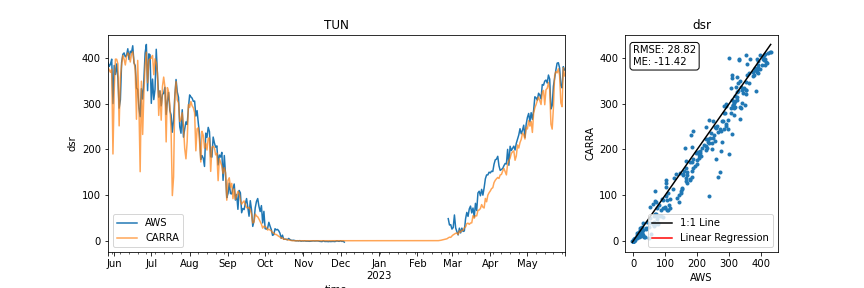 TUN
dsr
400
300
200
100
0
dsr
AWS
CARRA
Jun
Jul
Aug
Sep
Oct
Nov
Dec
Jan
2023
Feb
Mar
Apr
May
time
dsr
RMSE: 28.82
ME: -11.42
400
300
200
100
0
CARRA
1:1 Line
Linear Regression
0
100
200
300
400
AWS